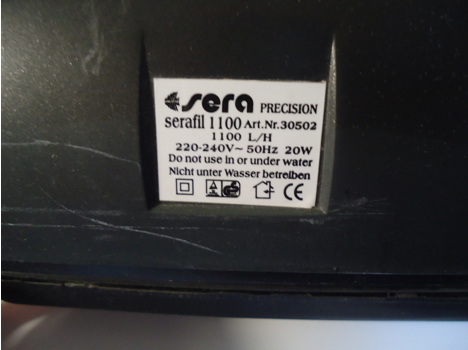 sera PRECISION
serafil 1100 Art.Nr.30502
1100 L/H
220-240V~ 50Hz 20W
Do not use in or under water
Nicht unter Wasser betreiben
CE